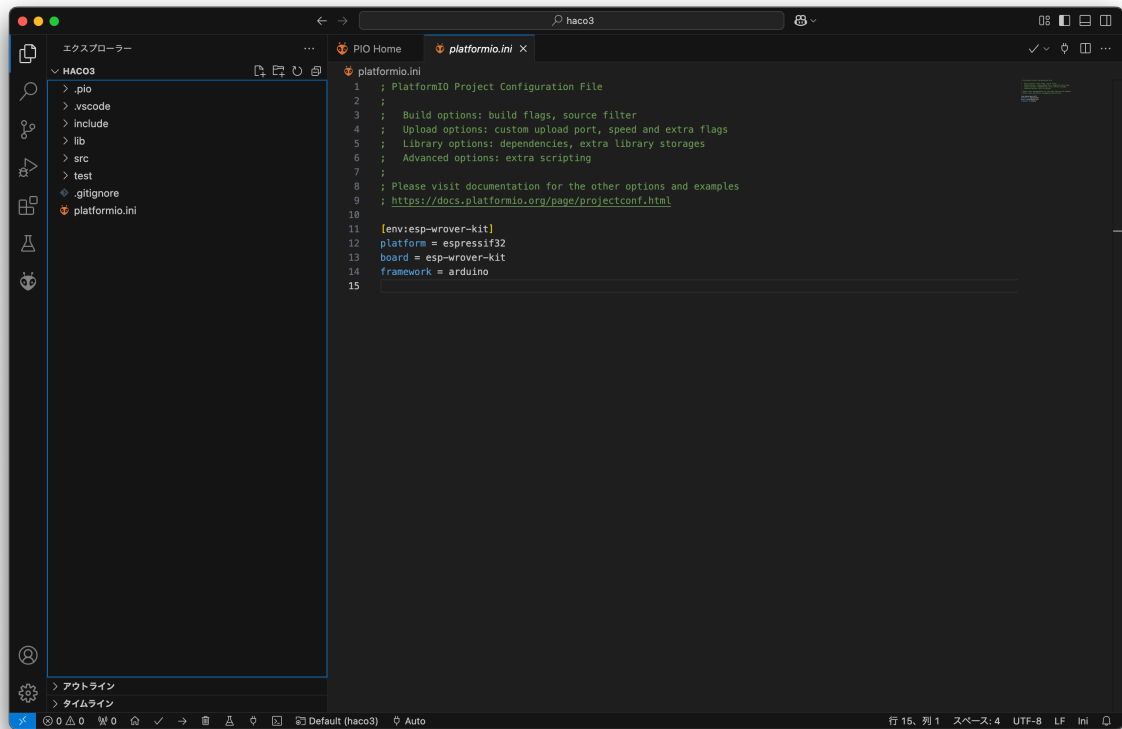 haco3
エクスプローラー
HACO3
.pio
.vscode
include
lib
src
test
.gitignore
platformio.ini
アウトライン
タイムライン
PIO Home
platformio.ini
platformio.ini
1 ; PlatformIO Project Configuration File
2 ;
3 ;   Build options: build flags, source filter
4 ;   Upload options: custom upload port, speed and extra flags
5 ;   Library options: dependencies, extra library storages
6 ;   Advanced options: extra scripting
7 ;
8 ; Please visit documentation for the other options and examples
9 ; https://docs.platformio.org/page/projectconf.html
10
11 [env:esp-wrover-kit]
12 platform = espressif32
13 board = esp-wrover-kit
14 framework = arduino
15
0 0 0 Default (haco3) Auto 行 15、列 1 スペース: 4 UTF-8 LF Ini